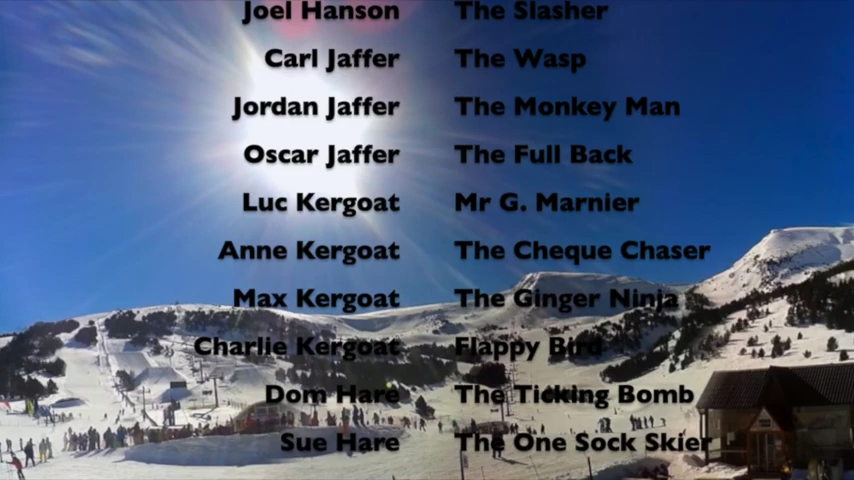 Joel Hanson The Slasher
Carl Jaffer The Wasp
Jordan Jaffer The Monkey Man
Oscar Jaffer The Full Back
Luc Kergoat Mr G. Marnier
Anne Kergoat The Cheque Chaser
Max Kergoat The Ginger Ninja
Charlie Kergoat Flappy Bird
Dom Hare The Ticking Bomb
Sue Hare The One Sock Skier